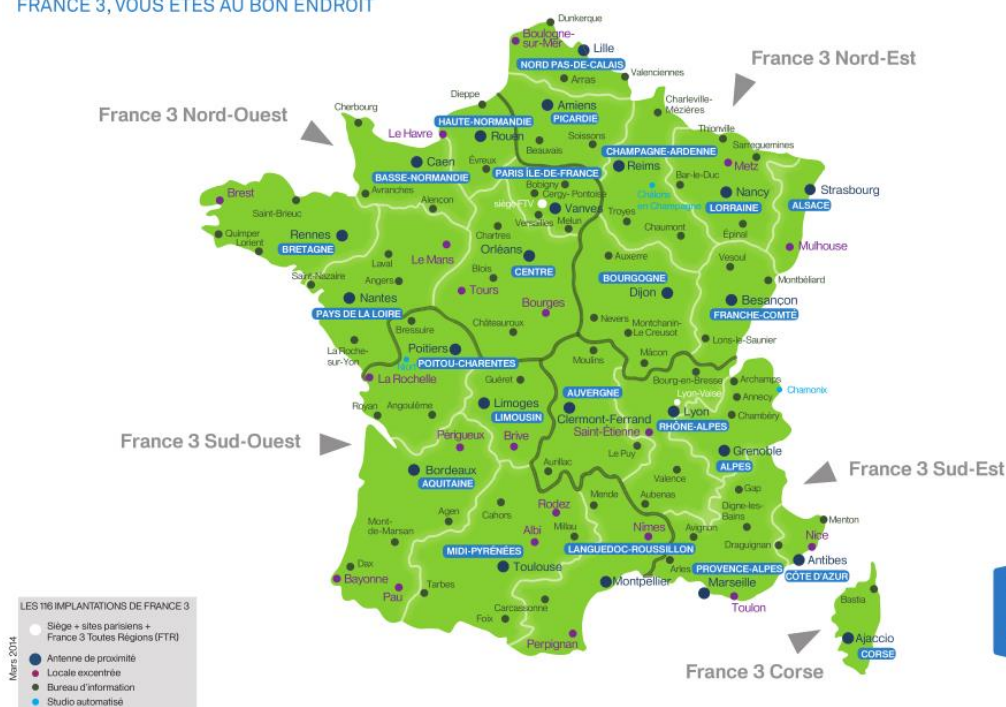 FRANCE 3, VOUS ÊTES AU BON ENDROIT
Dunkerque
Boulogne-
sur-Mer
Lille
NORD PAS-DE-CALAIS
France 3 Nord-Est
Arras
Valenciennes
Dieppe
Amiens
PICARDIE
Charleville-
Mézières
France 3 Nord-Ouest
Cherbourg
HAUTE-NORMANDIE
Le Havre
Rouen
Beauvais
Soissons
Thionville
Sarreguemines
CHAMPAGNE-ARDENNE
Caen
Évreux
Reims
Metz
BASSE-NORMANDIE
PARIS ÎLE-DE-FRANCE
Bar-le-Duc
Bobigny
Cergy-Pontoise
Châlons
en Champagne
Nancy
Strasbourg
Brest
Avranches
Alençon
siège FTV
Vanves
LORRAINE
ALSACE
Saint-Brieuc
Versailles
Melun
Troyes
Quimper
Rennes
Chartres
Chaumont
Épinal
Lorient
BRETAGNE
Le Mans
Orléans
Mulhouse
Laval
CENTRE
Auxerre
Vesoul
Saint-Nazaire
Angers
Blois
BOURGOGNE
Montbéliard
Nantes
Tours
Dijon
Besançon
PAYS DE LA LOIRE
Bourges
FRANCHE-COMTÉ
Bressuire
Châteauroux
Nevers
Montchanin-
Le Creusot
Lons-le-Saunier
La Roche-
sur-Yon
Poitiers
Moulins
Mâcon
Niort
POITOU-CHARENTES
La Rochelle
Guéret
Bourg-en-Bresse
Archamps
AUVERGNE
Lyon-Vaise
Annecy
Chamonix
Royan
Angoulême
Limoges
Clermont-Ferrand
Lyon
Chambéry
LIMOUSIN
Saint-Étienne
RHÔNE-ALPES
France 3 Sud-Ouest
Périgueux
Brive
Le Puy
Grenoble
Bordeaux
Aurillac
ALPES
France 3 Sud-Est
AQUITAINE
Valence
Gap
Agen
Cahors
Rodez
Mende
Aubenas
Digne-les-
Bains
Mont-
de-Marsan
Albi
Millau
Nîmes
Avignon
Menton
Nice
Draguignan
MIDI-PYRÉNÉES
LANGUEDOC-ROUSSILLON
Dax
Toulouse
Arles
PROVENCE-ALPES
Antibes
CÔTE D'AZUR
Bayonne
Pau
Tarbes
Montpellier
Marseille
Toulon
Bastia
Carcassonne
Foix
Perpignan
Ajaccio
CORSE
France 3 Corse
LES 116 IMPLANTATIONS DE FRANCE 3
Siège + sites parisiens +
France 3 Toutes Régions (FTR)
Antenne de proximité
Locale excentrée
Bureau d'information
Studio automatisé
Mars 2014